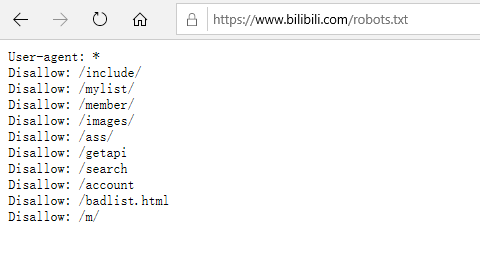 https://www.bilibili.com/robots.txt
User-agent: *
Disallow: /include/
Disallow: /mylist/
Disallow: /member/
Disallow: /images/
Disallow: /ass/
Disallow: /getapi
Disallow: /search
Disallow: /account
Disallow: /badlist.html
Disallow: /m/